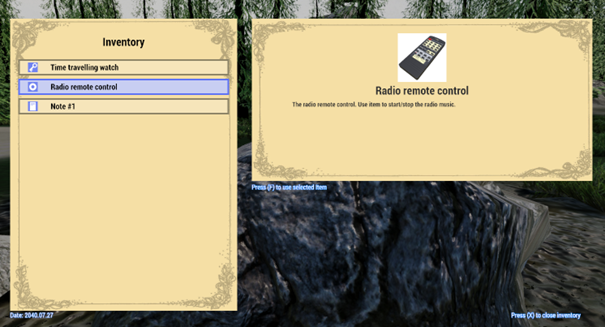 Inventory
Time travelling watch
Radio remote control
Note #1
Radio remote control
The radio remote control. Use item to start/stop the radio music.
Press (F) to use selected item
Date: 2040.07.27
Press (X) to close inventory